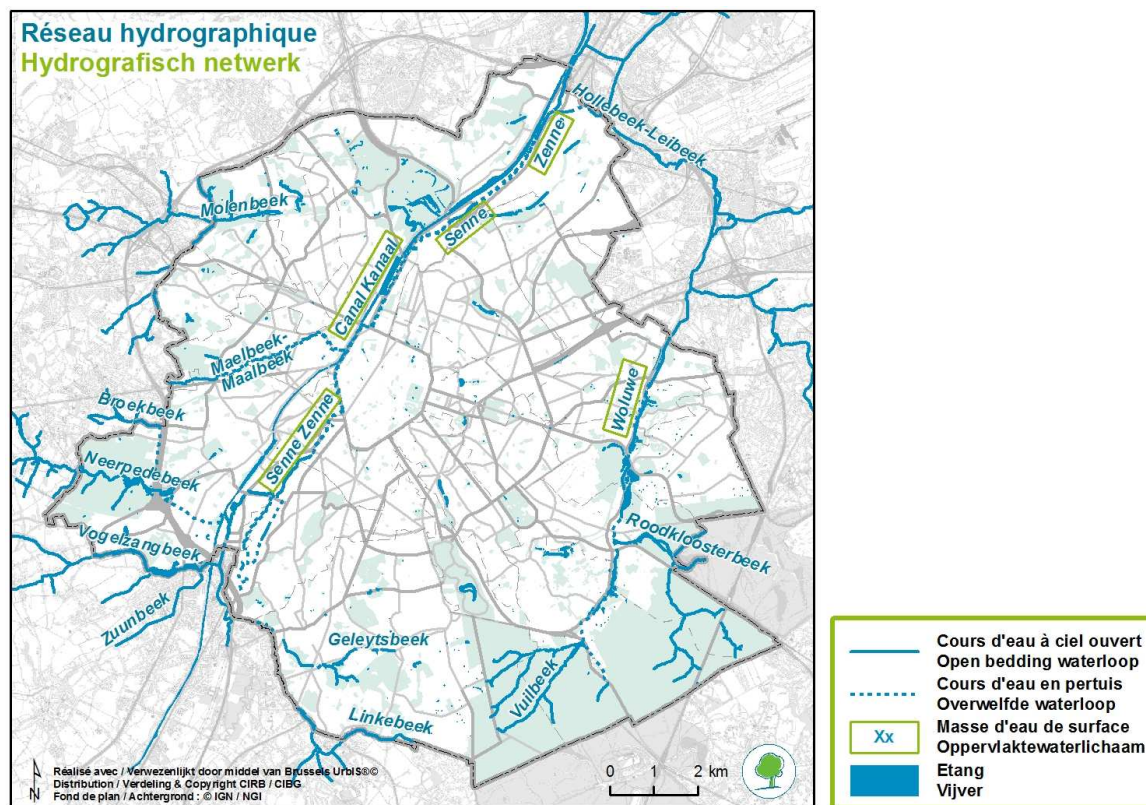 Réseau hydrographique
Hydrografisch netwerk
Hollebeek-Leibeek
Zenne
Molenbeek
Senne
Canal Kanaal
Maelbeek-
Maalbeek
Woluwe
Broekbeek
Senne Zenne
Neerpedebeek
Roodkloosterbeek
Vogelzangbeek
Zuunbeek
Geleytsbeek
Vuilbeek
Linkebeek
N
Réalisé avec / Verwezenlijkt door middel van Brussels UrbIS®©
Distribution / Verdeling & Copyright CIRB / CIBG
Fond de plan / Achtergrond : © IGN / NGI
0 1 2 km
Cours d'eau à ciel ouvert
Open bedding waterloop
Cours d'eau en pertuis
Overwelfde waterloop
Xx
Masse d'eau de surface
Oppervlaktewaterlichaam
Etang
Vijver